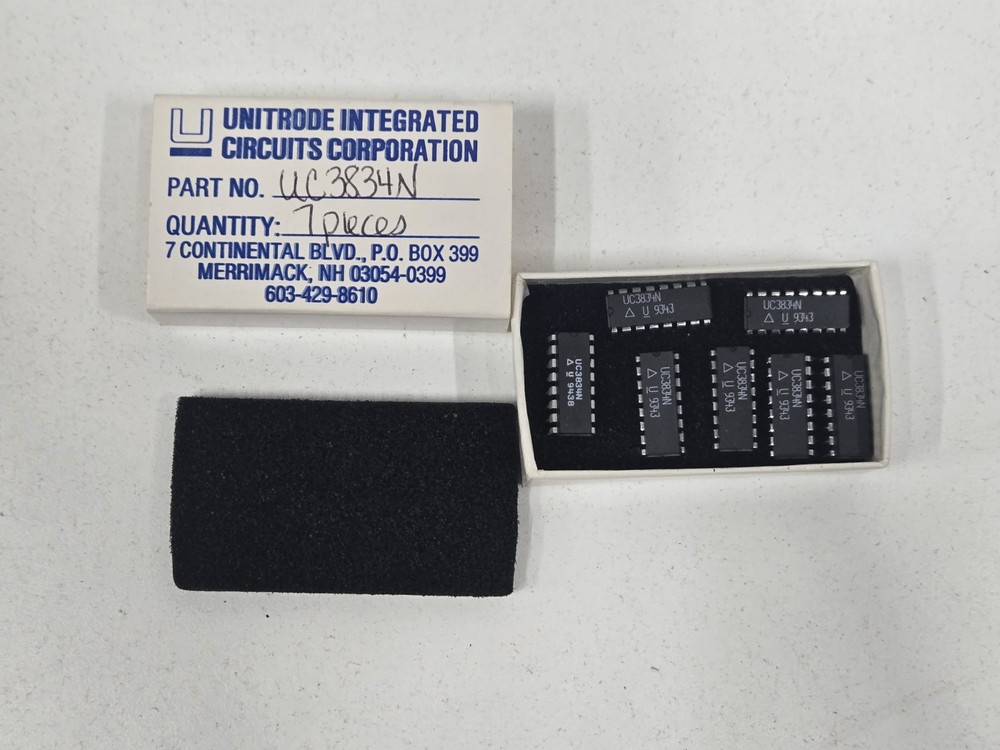 UNITRODE INTEGRATED
CIRCUITS CORPORATION
PART NO. UC3834N
QUANTITY: 7 pieces
7 CONTINENTAL BLVD., P.O. BOX 399
MERRIMACK, NH 03054-0399
603-429-8610
UC3834N
U 9343
UC3834N
U 9343
UC3834N
U 9438
UC3834N
U 9343
UC3834N
U 9343
UC3834N
U 9343
UC3834N
U 9343